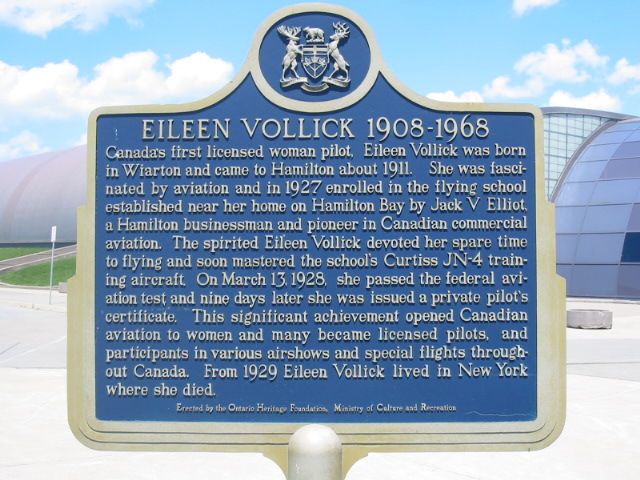 EILEEN VOLLICK 1908-1968
Canada's first licensed woman pilot, Eileen Vollick was born
in Wiarton and came to Hamilton about 1911. She was fasci-
nated by aviation and in 1927 enrolled in the flying school
established near her home on Hamilton Bay by Jack V. Elliot,
a Hamilton businessman and pioneer in Canadian commercial
aviation. The spirited Eileen Vollick devoted her spare time
to flying and soon mastered the school's Curtiss JN-4 train-
ing aircraft. On March 13, 1928, she passed the federal avi-
ation test, and nine days later she was issued a private pilot's
certificate. This significant achievement opened Canadian
aviation to women and many became licensed pilots, and
participants in various airshows and special flights through-
out Canada. From 1929 Eileen Vollick lived in New York
where she died.
Erected by the Ontario Heritage Foundation, Ministry of Culture and Recreation